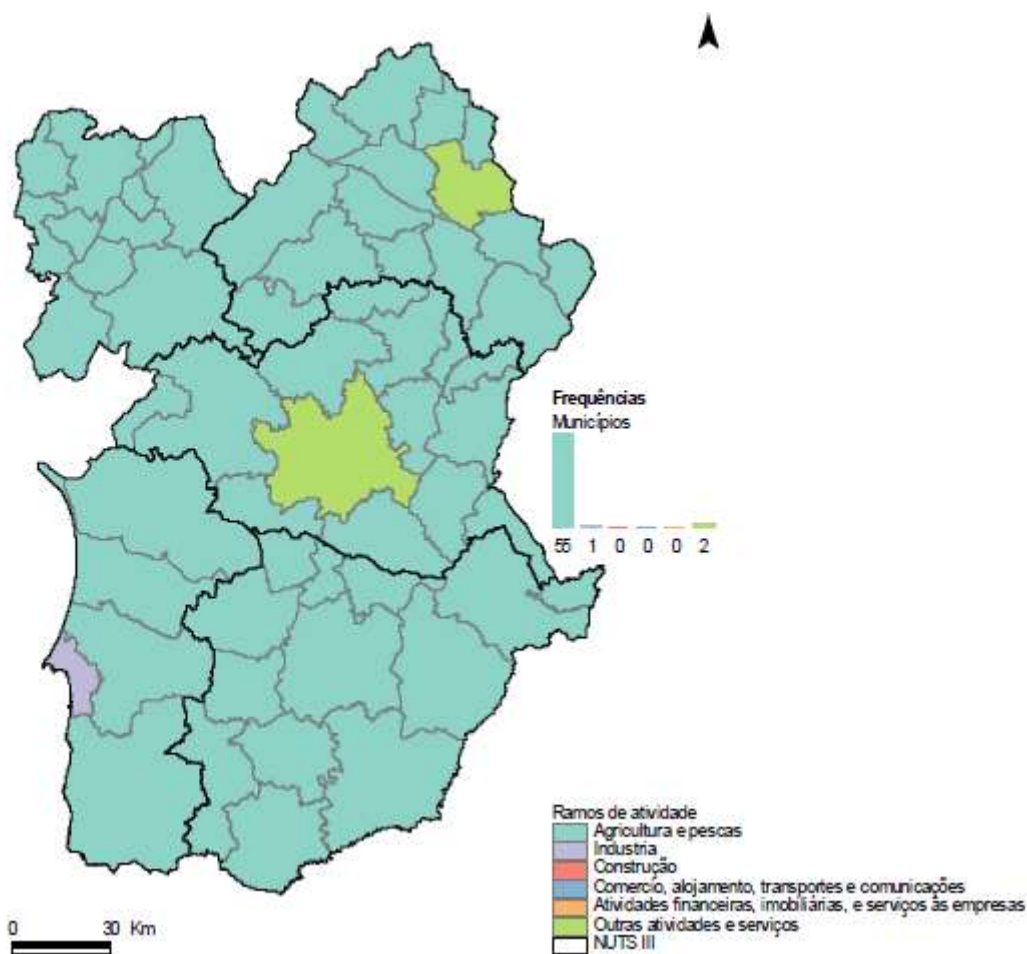 Frequências
Municípios
55 1 0 0 0 2
Ramos de atividade
Agricultura e pescas
Industria
Construção
Comercio, alojamento, transportes e comunicações
Atividades financeiras, imobiliárias, e serviços às empresas
Outras atividades e serviços
NUTS III
0 30 Km